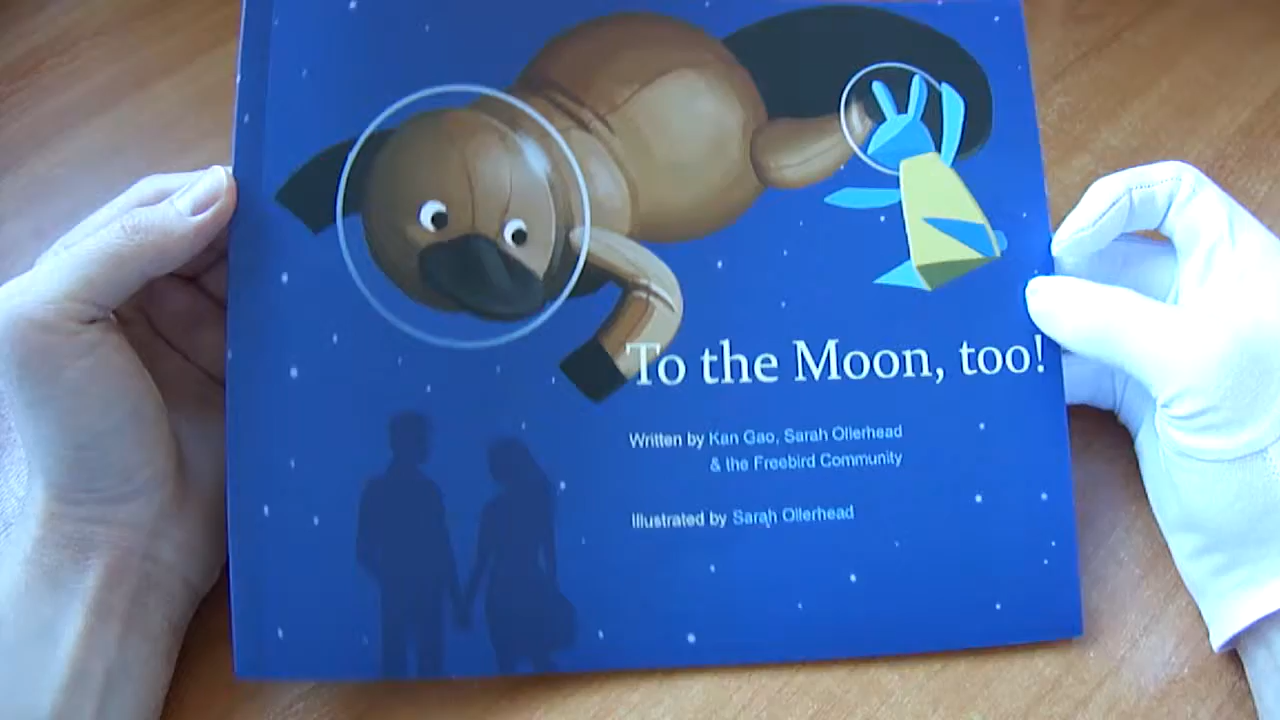 To the Moon, too!
Written by Kan Gao, Sarah Ollerhead
& the Freebird Community
Illustrated by Sarah Ollerhead